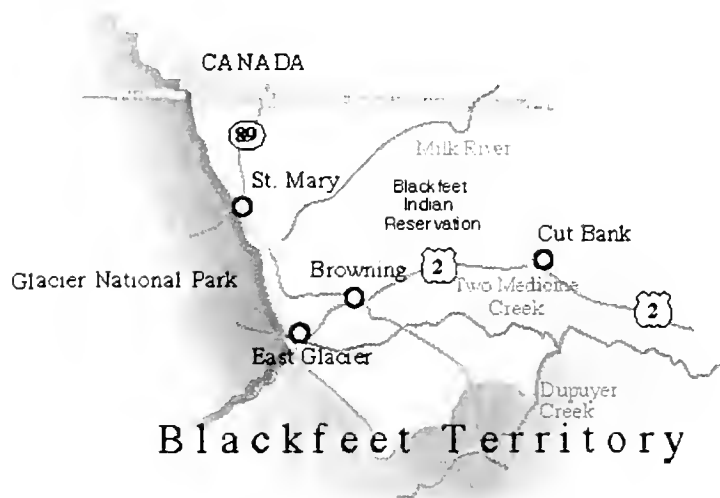 CANADA
89
Milk River
St. Mary
Blackfeet
Indian
Reservation
Cut Bank
Browning
2
Glacier National Park
Two Medicine
Creek
2
East Glacier
Dupuyer
Creek
Blackfeet Territory